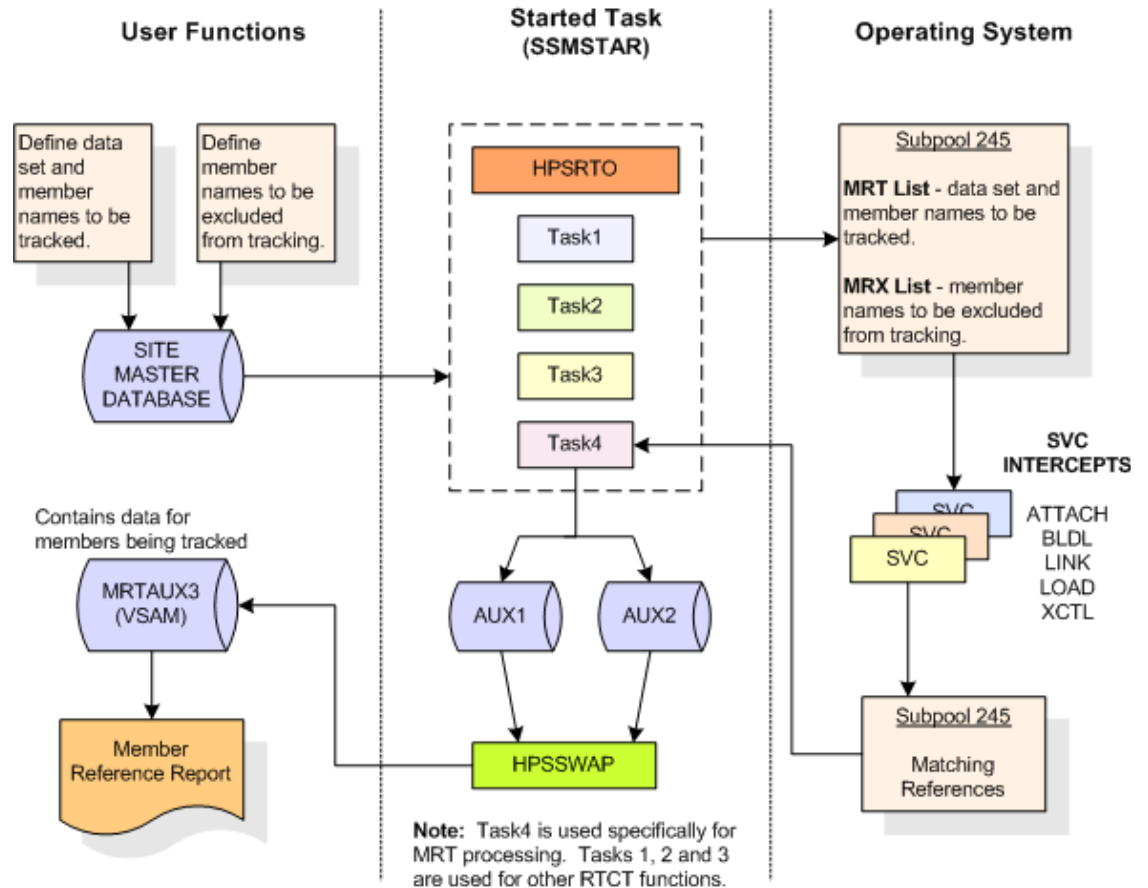 User Functions
Started Task
(SSMSTAR)
Operating System
Define data
set and
member
names to be
tracked.
Define
member
names to be
excluded
from tracking.
SITE
MASTER
DATABASE
HPSRTO
Task1
Task2
Task3
Task4
Subpool 245
MRT List - data set and
member names to be
tracked.
MRX List - member
names to be excluded
from tracking.
SVC
INTERCEPTS
SVC
SVC
SVC
ATTACH
BLDL
LINK
LOAD
XCTL
Contains data for
members being tracked
MRTAUX3
(VSAM)
AUX1
AUX2
Member
Reference Report
HPSSWAP
Subpool 245
Matching
References
Note: Task4 is used specifically for
MRT processing. Tasks 1, 2 and 3
are used for other RTCT functions.